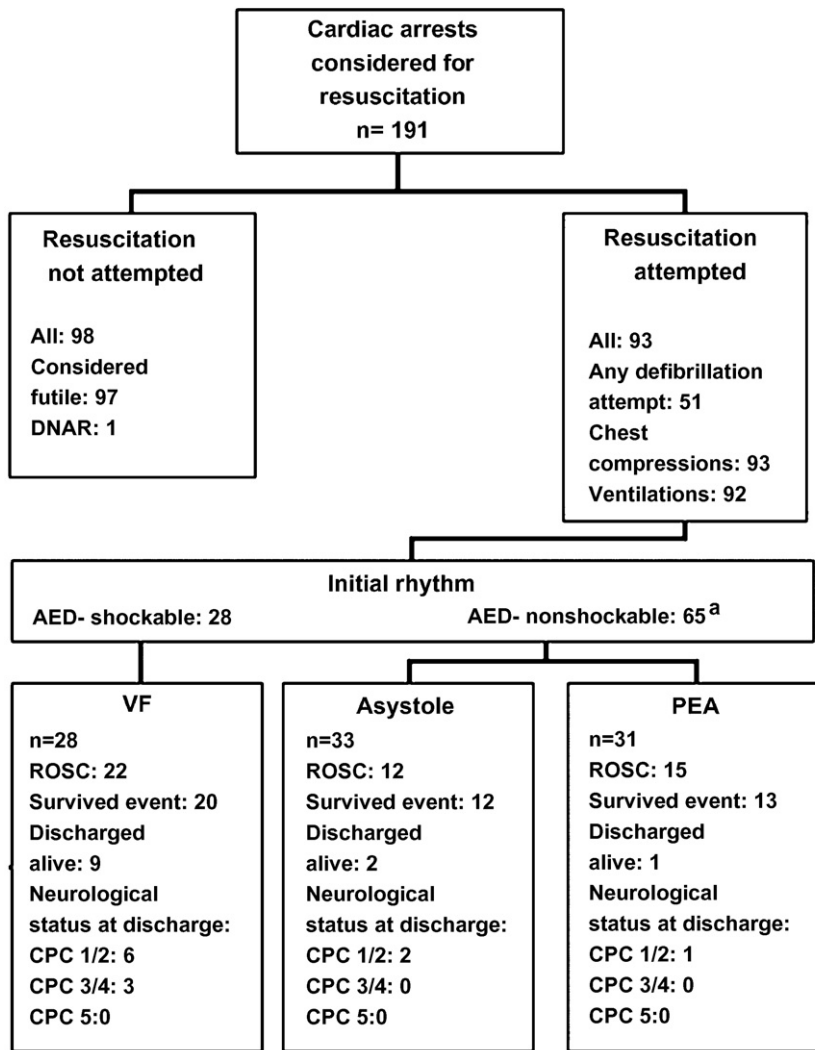 Cardiac arrests
considered for
resuscitation
n= 191
Resuscitation
not attempted
All: 98
Considered
futile: 97
DNAR: 1
Resuscitation
attempted
All: 93
Any defibrillation
attempt: 51
Chest
compressions: 93
Ventilations: 92
Initial rhythm
AED- shockable: 28
AED- nonshockable: 65a
VF
n=28
ROSC: 22
Survived event: 20
Discharged
alive: 9
Neurological
status at discharge:
CPC 1/2: 6
CPC 3/4: 3
CPC 5:0
Asystole
n=33
ROSC: 12
Survived event: 12
Discharged
alive: 2
Neurological
status at discharge:
CPC 1/2: 2
CPC 3/4: 0
CPC 5:0
PEA
n=31
ROSC: 15
Survived event: 13
Discharged
alive: 1
Neurological
status at discharge:
CPC 1/2: 1
CPC 3/4: 0
CPC 5:0